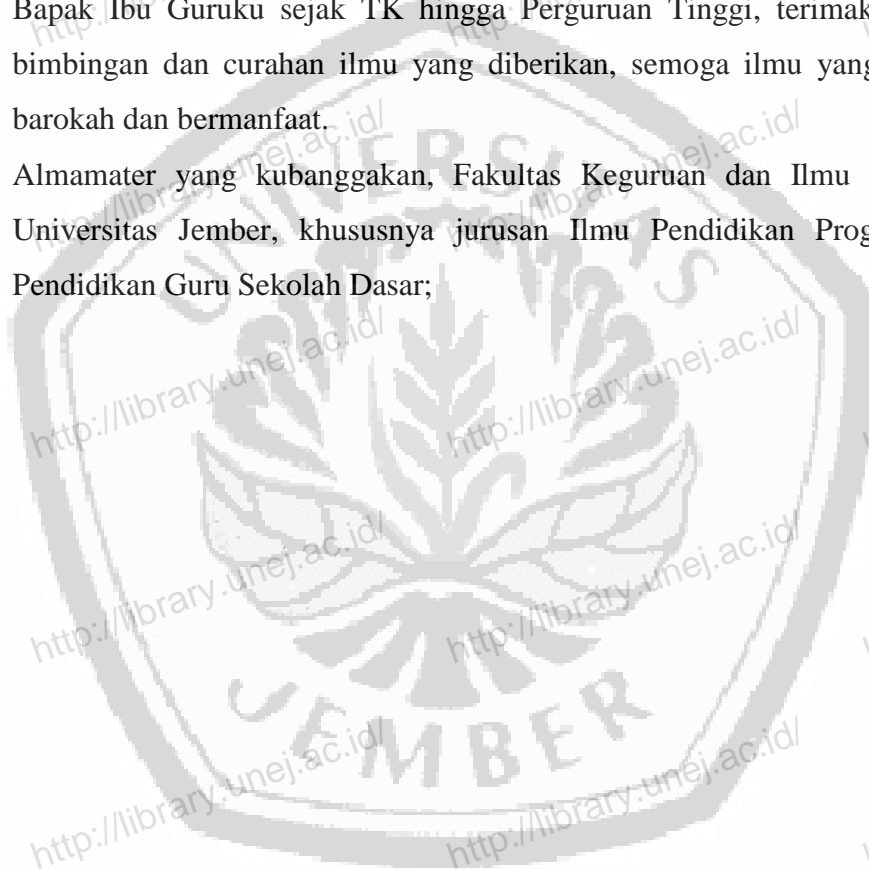 Bapak Ibu Guruku sejak TK hingga Perguruan Tinggi, terimak
bimbingan dan curahan ilmu yang diberikan, semoga ilmu yang
barokah dan bermanfaat.
Almamater yang kubanggakan, Fakultas Keguruan dan Ilmu
Universitas Jember, khususnya jurusan Ilmu Pendidikan Prog
Pendidikan Guru Sekolah Dasar;
UNIVERSITAS
JEMBER
http://library.unej.ac.id/
http://library.unej.ac.id/
http://library.unej.ac.id/
http://library.unej.ac.id/
http://library.unej.ac.id/
http://library.unej.ac.id/
http://library.unej.ac.id/
http://library.unej.ac.id/